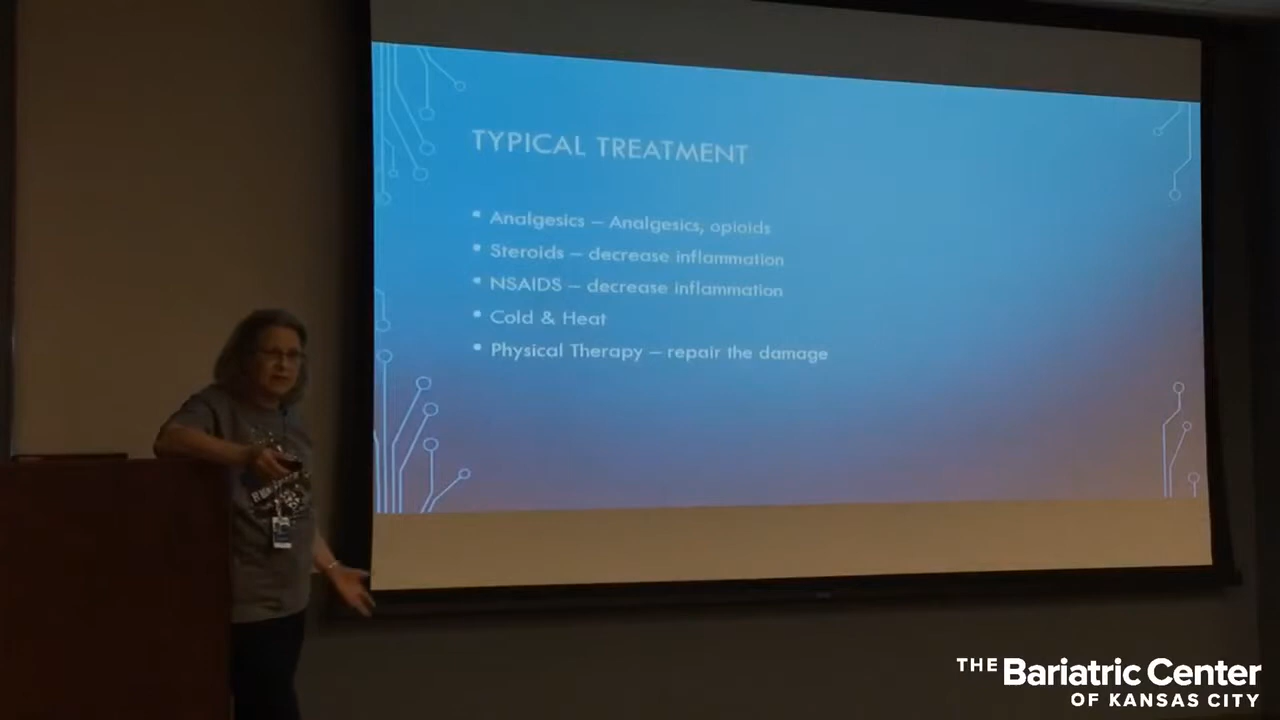 TYPICAL TREATMENT
• Analgesics – Analgesics, opioids
• Steroids – decrease inflammation
• NSAIDS – decrease inflammation
• Cold & Heat
• Physical Therapy – repair the damage
THE Bariatric Center
OF KANSAS CITY